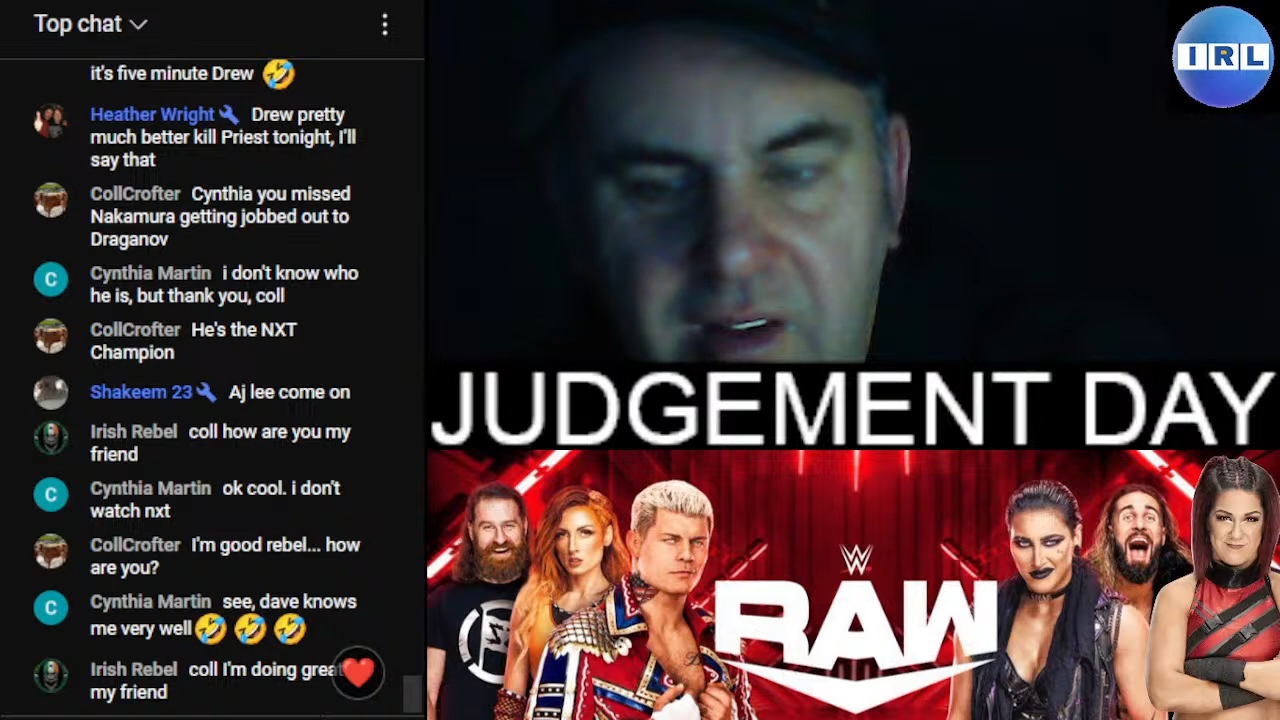 Top chat
it's five minute Drew
Heather Wright Drew pretty
much better kill Priest tonight, I'll
say that
CollCrofter Cynthia you missed
Nakamura getting jobbed out to
Draganov
C
Cynthia Martin i don't know who
he is, but thank you, coll
CollCrofter He's the NXT
Champion
Shakeem 23 Aj lee come on
Irish Rebel coll how are you my
friend
C
Cynthia Martin ok cool. i don't
watch nxt
CollCrofter I'm good rebel... how
are you?
C
Cynthia Martin see, dave knows
me very well
Irish Rebel coll I'm doing great
my friend
IRL
JUDGEMENT DAY
W
RAW